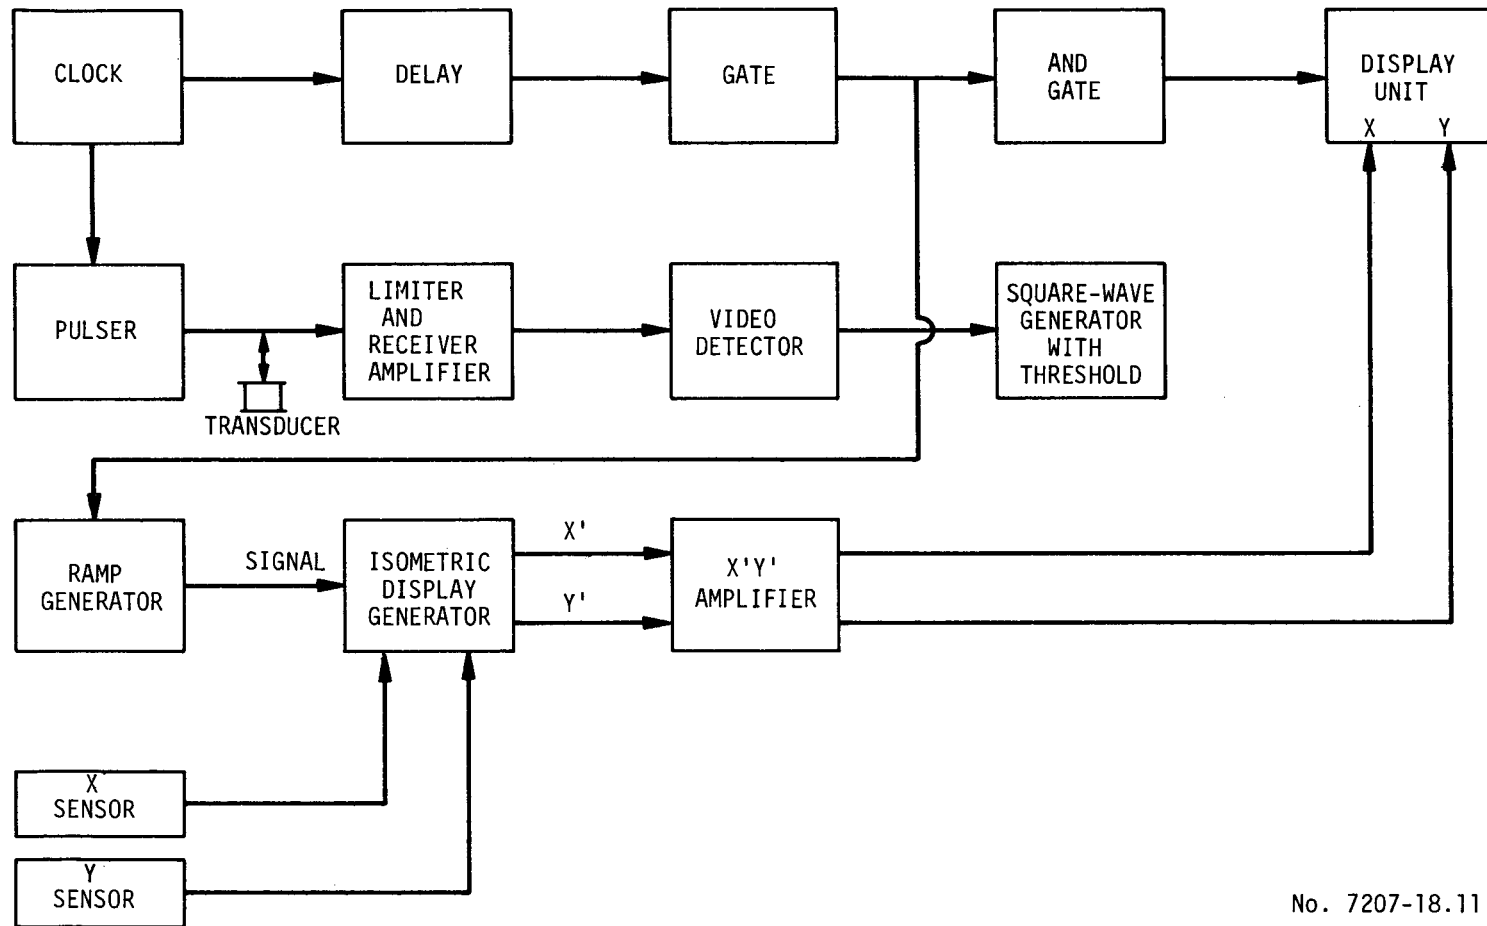 CLOCK
DELAY
GATE
AND
GATE
DISPLAY
UNIT
X Y
PULSER
LIMITER
AND
RECEIVER
AMPLIFIER
VIDEO
DETECTOR
SQUARE-WAVE
GENERATOR
WITH
THRESHOLD
TRANSDUCER
RAMP
GENERATOR
SIGNAL
ISOMETRIC
DISPLAY
GENERATOR
X'
Y'
X'Y'
AMPLIFIER
X
SENSOR
Y
SENSOR
No. 7207-18.11